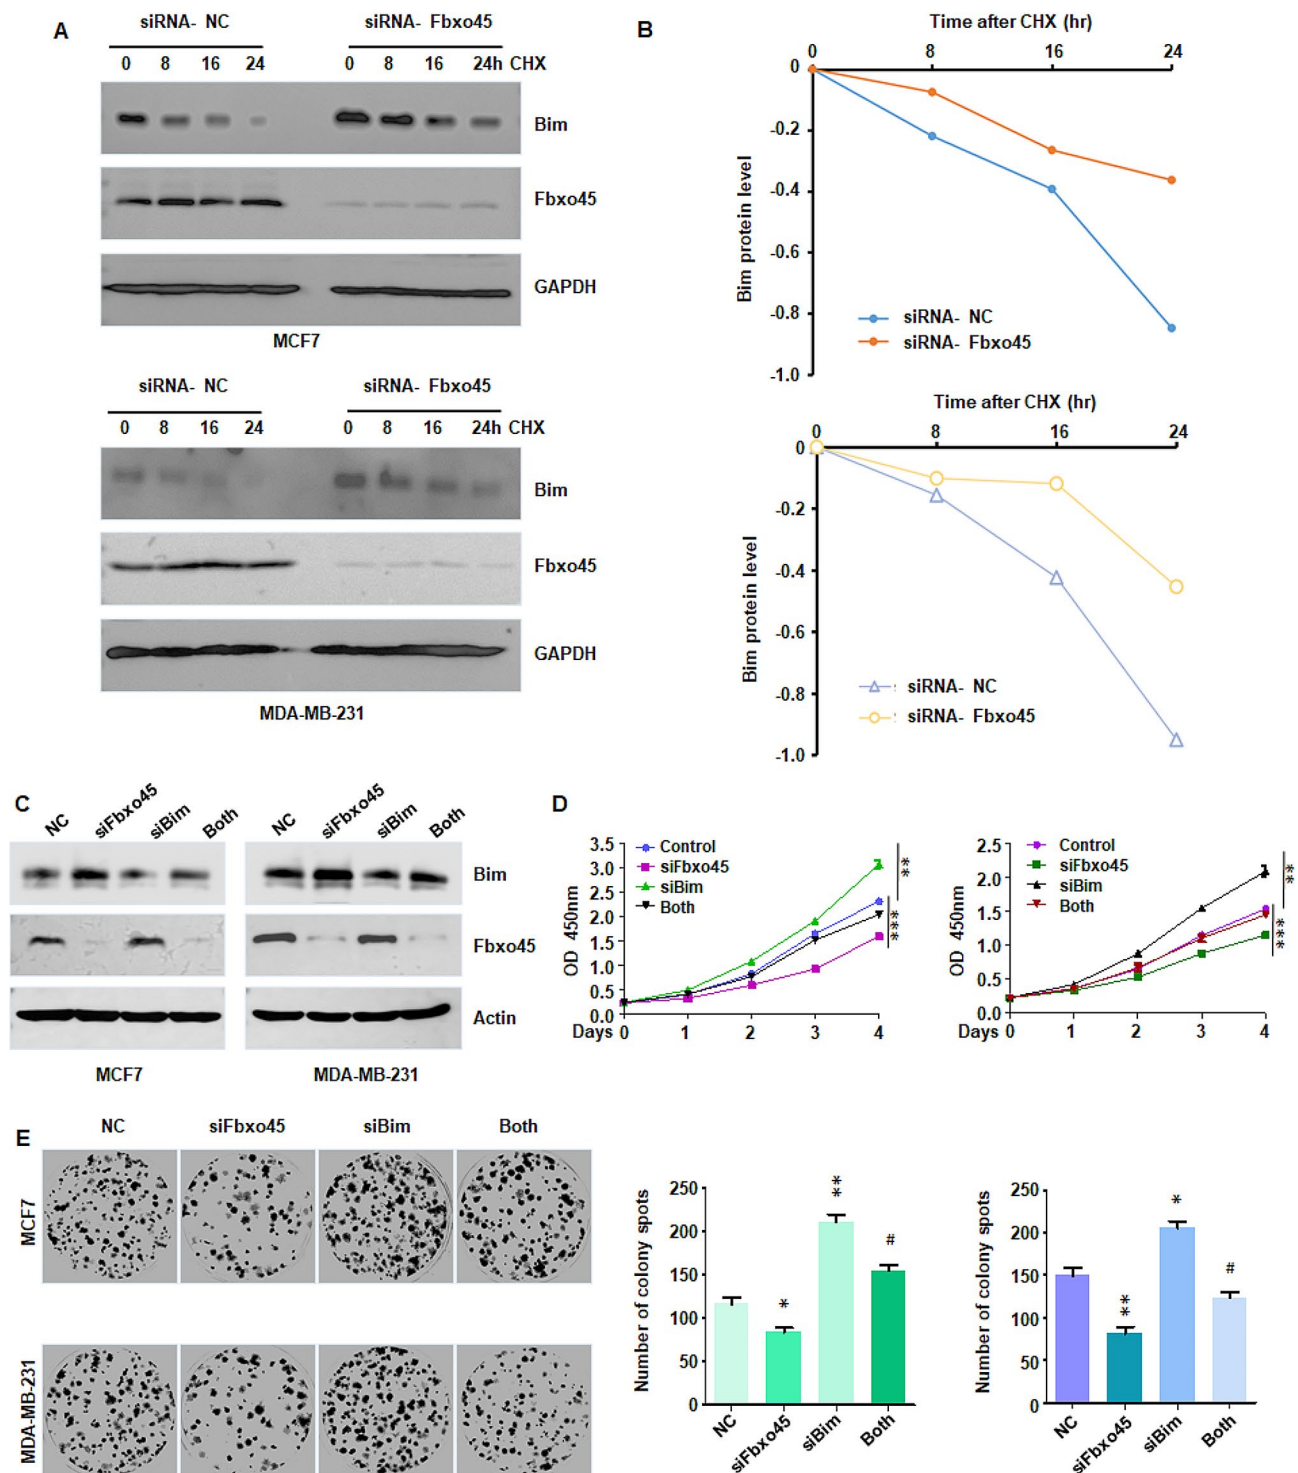 A
siRNA- NC
siRNA- Fbxo45
0 8 16 24
0 8 16 24h CHX
Bim
Fbxo45
GAPDH
MCF7
siRNA- NC
siRNA- Fbxo45
0 8 16 24
0 8 16 24h CHX
Bim
Fbxo45
GAPDH
MDA-MB-231
B
Time after CHX (hr)
0 8 16 24
0
-0.2
-0.4
-0.6
-0.8
-1.0
Bim protein level
siRNA- NC
siRNA- Fbxo45
Time after CHX (hr)
0 8 16 24
0
-0.2
-0.4
-0.6
-0.8
-1.0
Bim protein level
siRNA- NC
siRNA- Fbxo45
C
NC siFbxo45 siBim Both
NC siFbxo45 siBim Both
Bim
Fbxo45
Actin
MCF7
MDA-MB-231
D
3.5
3.0
2.5
2.0
1.5
1.0
0.5
0.0
OD 450nm
Control
siFbxo45
siBim
Both
**
***
Days 0 1 2 3 4
2.5
2.0
1.5
1.0
0.5
0.0
OD 450nm
Control
siFbxo45
siBim
Both
***
***
Days 0 1 2 3 4
E
NC siFbxo45 siBim Both
MCF7
MDA-MB-231
250
200
150
100
50
0
Number of colony spots
*
**
#
NC siFbxo45 siBim Both
250
200
150
100
50
0
Number of colony spots
**
*
#
NC siFbxo45 siBim Both